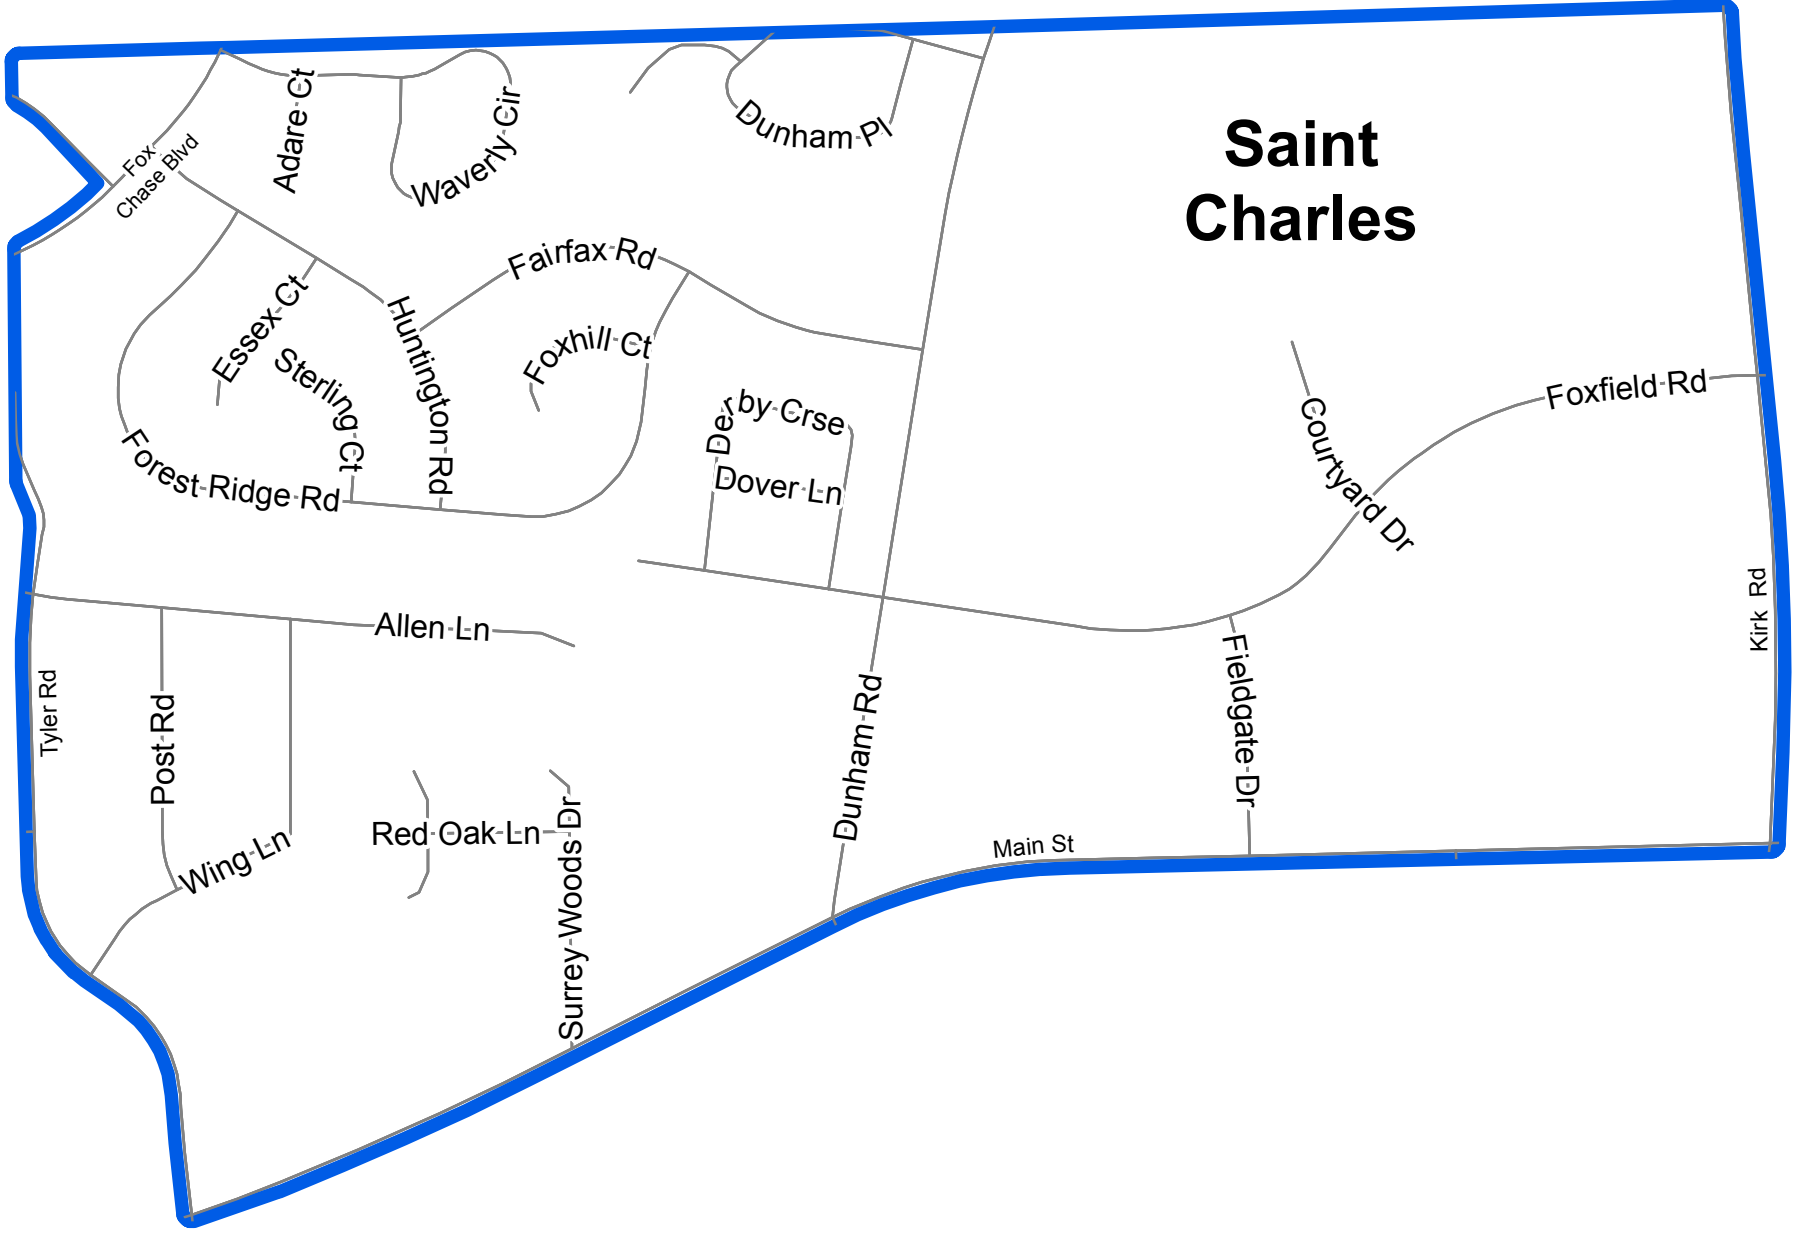 Saint
Charles
Adare Ct
Waverly Cir
Dunham Pl
Fox
Chase Blvd
Fairfax Rd
Essex Ct
Huntington Rd
Foxhill Ct
Sterling Ct
Derby Crse
Foxfield Rd
Courtyard Dr
Forest Ridge Rd
Dover Ln
Allen Ln
Kirk Rd
Tyler Rd
Post Rd
Dunham Rd
Fieldgate Dr
Red Oak Ln
Surrey Woods Dr
Wing Ln
Main St